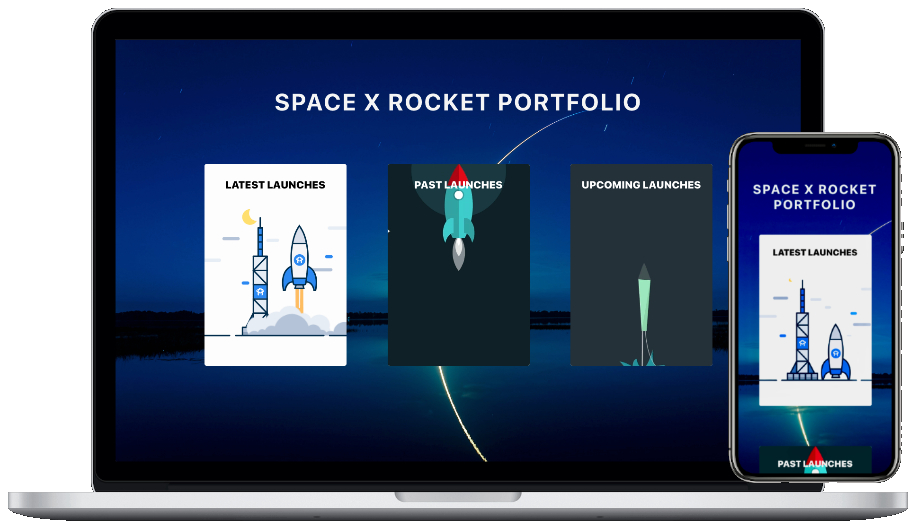 SPACE X ROCKET PORTFOLIO
LATEST LAUNCHES
PAST LAUNCHES
UPCOMING LAUNCHES
SPACE X ROCKET
PORTFOLIO
LATEST LAUNCHES
PAST LAUNCHES